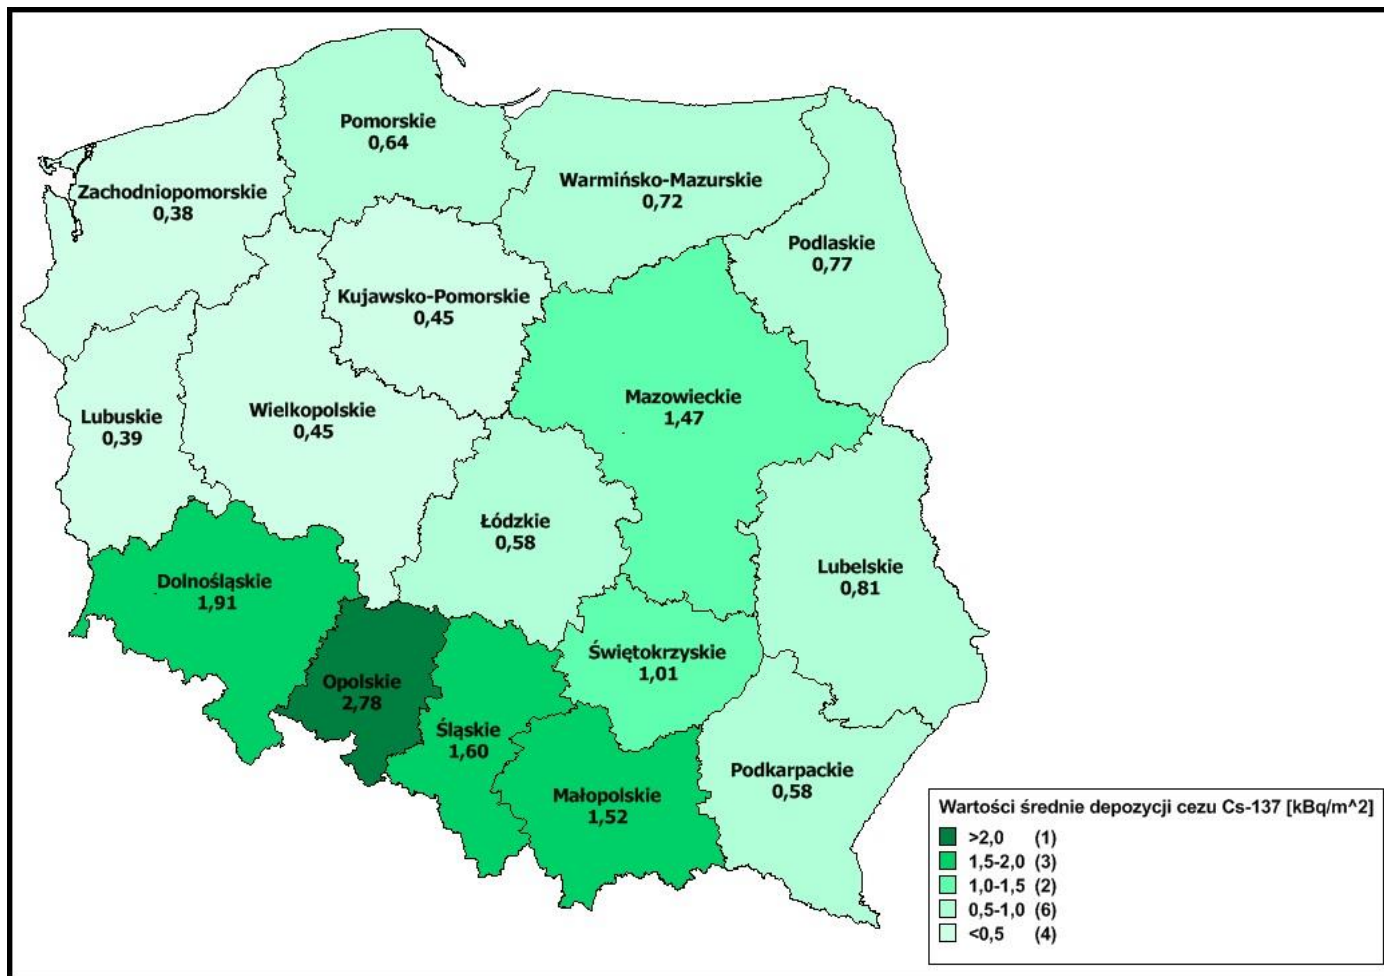 Pomorskie
0,64
Warmińsko-Mazurskie
0,72
Zachodniopomorskie
0,38
Podlaskie
0,77
Kujawsko-Pomorskie
0,45
Mazowieckie
1,47
Wielkopolskie
0,45
Lubuskie
0,39
Łódzkie
0,58
Lubelskie
0,81
Dolnośląskie
1,91
Świętokrzyskie
1,01
Opolskie
2,78
Śląskie
1,60
Podkarpackie
0,58
Małopolskie
1,52
Wartości średnie depozycji cezu Cs-137 [kBq/m^2]
>2,0 (1)
1,5-2,0 (3)
1,0-1,5 (2)
0,5-1,0 (6)
<0,5 (4)